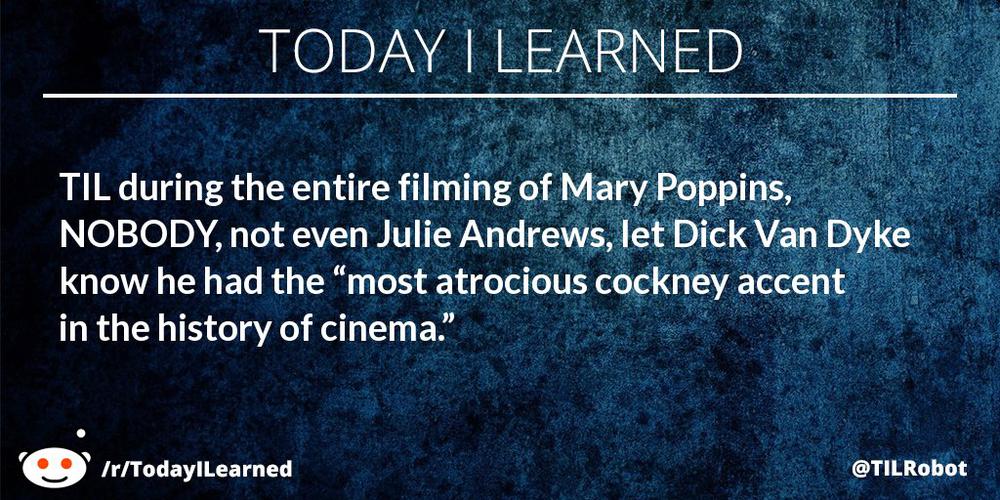 TODAY I LEARNED
TIL during the entire filming of Mary Poppins,
NOBODY, not even Julie Andrews, let Dick Van Dyke
know he had the “most atrocious cockney accent
in the history of cinema.”
/r/TodayILearned
@TILRobot